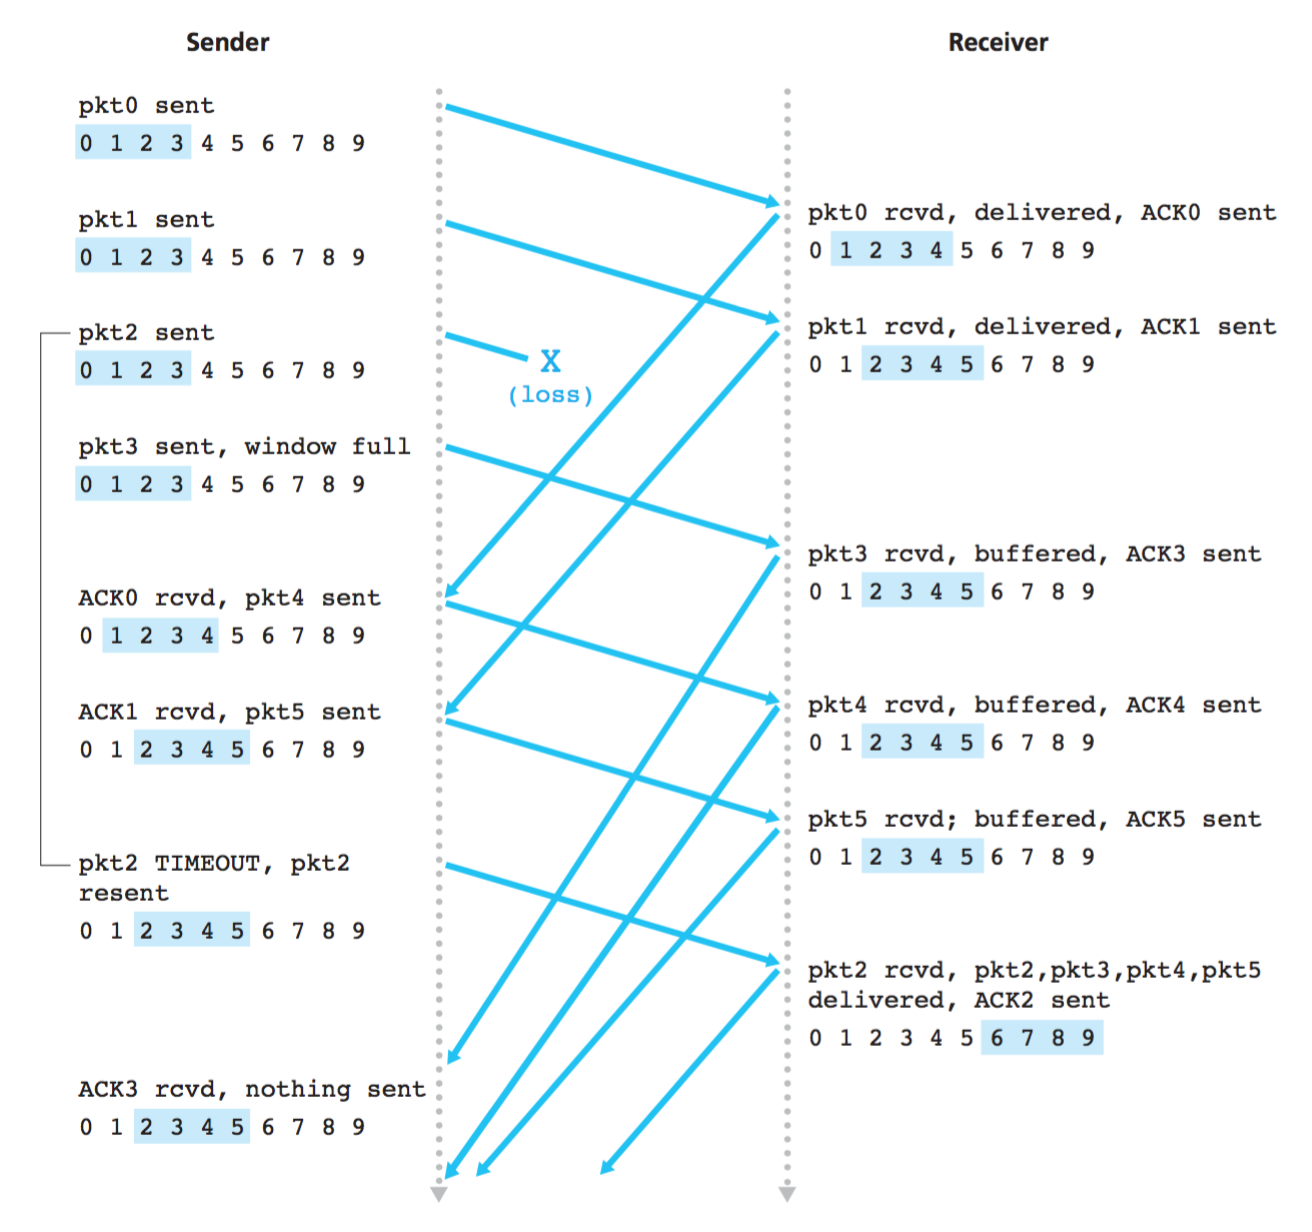 Sender
Receiver
pkt0 sent
0 1 2 3 4 5 6 7 8 9
pkt0 rcvd, delivered, ACK0 sent
0 1 2 3 4 5 6 7 8 9
pkt1 sent
0 1 2 3 4 5 6 7 8 9
pkt1 rcvd, delivered, ACK1 sent
0 1 2 3 4 5 6 7 8 9
pkt2 sent
0 1 2 3 4 5 6 7 8 9
X
(loss)
pkt3 sent, window full
0 1 2 3 4 5 6 7 8 9
pkt3 rcvd, buffered, ACK3 sent
0 1 2 3 4 5 6 7 8 9
ACK0 rcvd, pkt4 sent
0 1 2 3 4 5 6 7 8 9
pkt4 rcvd, buffered, ACK4 sent
0 1 2 3 4 5 6 7 8 9
ACK1 rcvd, pkt5 sent
0 1 2 3 4 5 6 7 8 9
pkt5 rcvd; buffered, ACK5 sent
0 1 2 3 4 5 6 7 8 9
pkt2 TIMEOUT, pkt2
resent
0 1 2 3 4 5 6 7 8 9
pkt2 rcvd, pkt2,pkt3,pkt4,pkt5
delivered, ACK2 sent
0 1 2 3 4 5 6 7 8 9
ACK3 rcvd, nothing sent
0 1 2 3 4 5 6 7 8 9